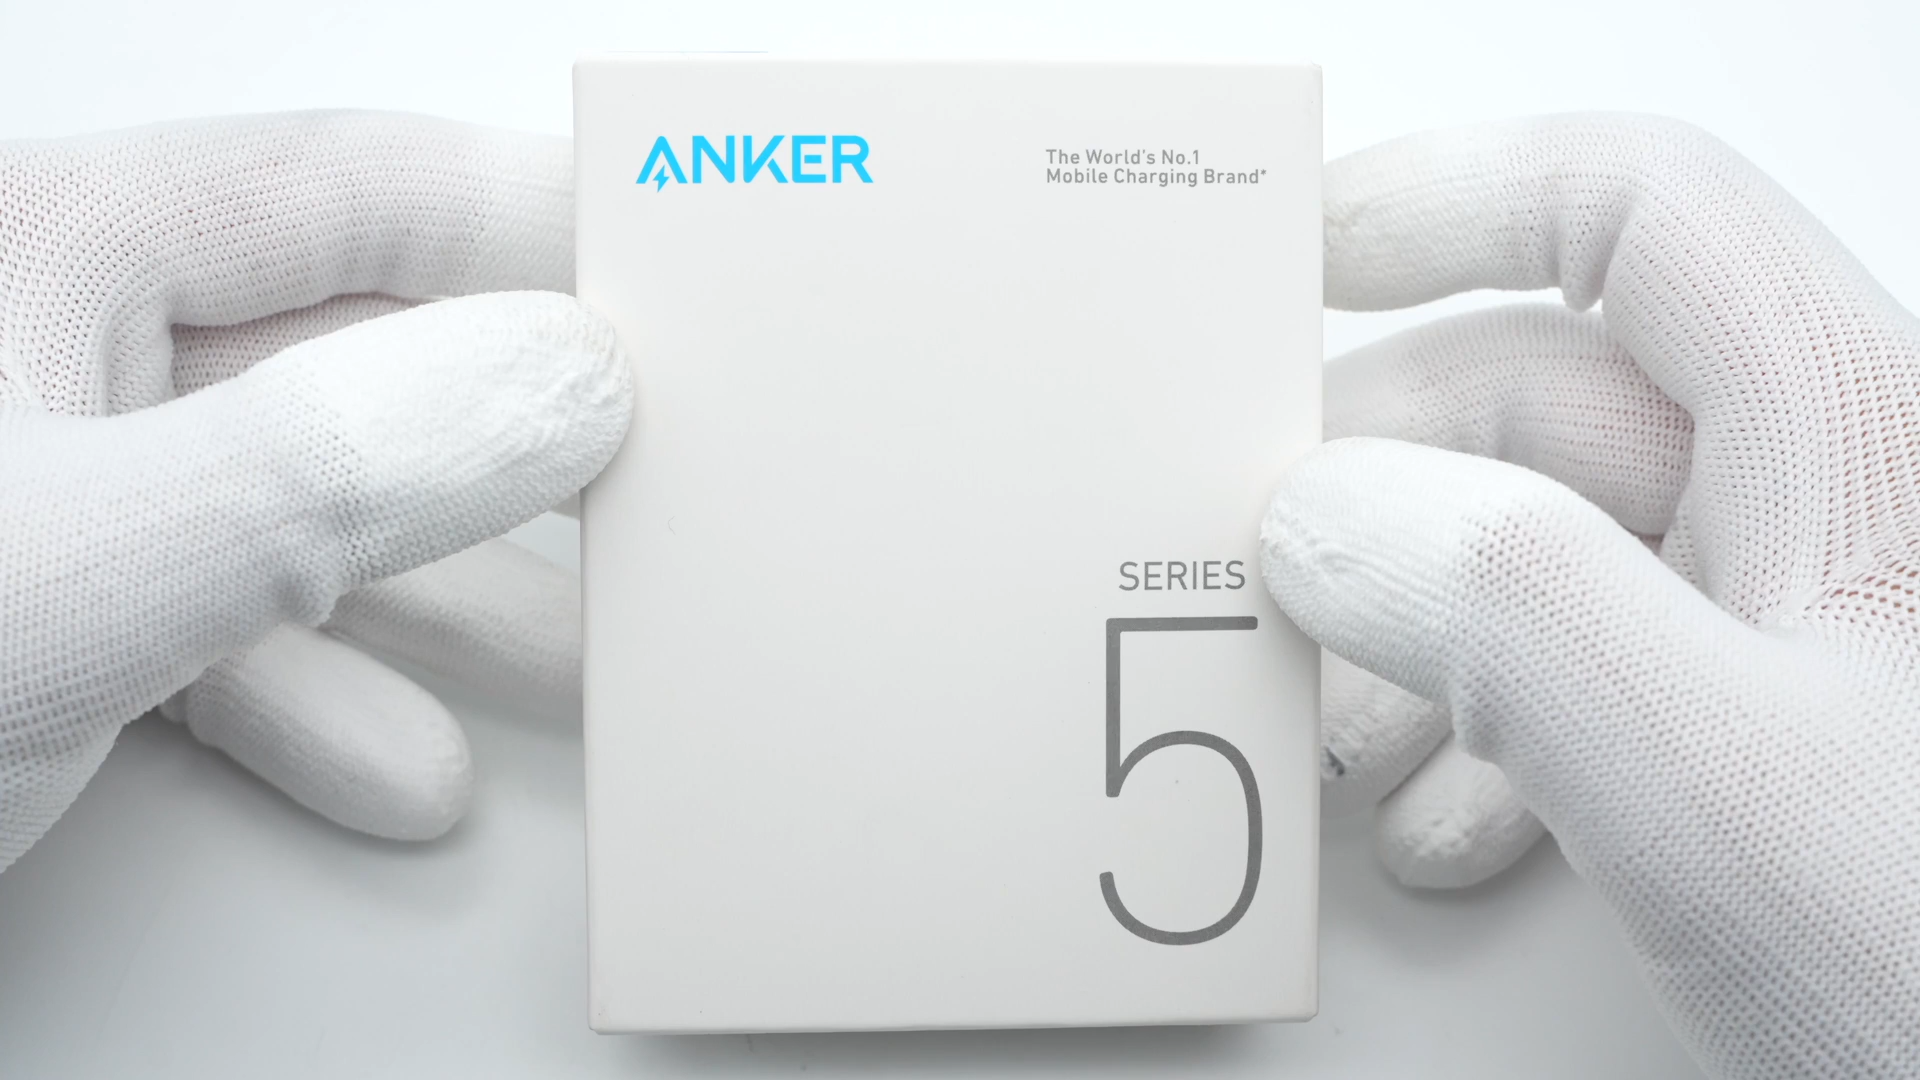 ANKER
The World's No.1
Mobile Charging Brand*
SERIES
5